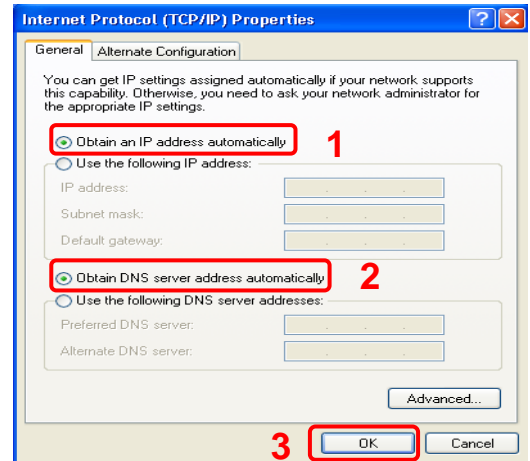 Internet Protocol (TCP/IP) Properties
General
Alternate Configuration
You can get IP settings assigned automatically if your network supports
this capability. Otherwise, you need to ask your network administrator for
the appropriate IP settings.
Obtain an IP address automatically
1
Use the following IP address:
IP address:
Subnet mask:
Default gateway:
Obtain DNS server address automatically
2
Use the following DNS server addresses:
Preferred DNS server:
Alternate DNS server:
Advanced...
3
OK
Cancel